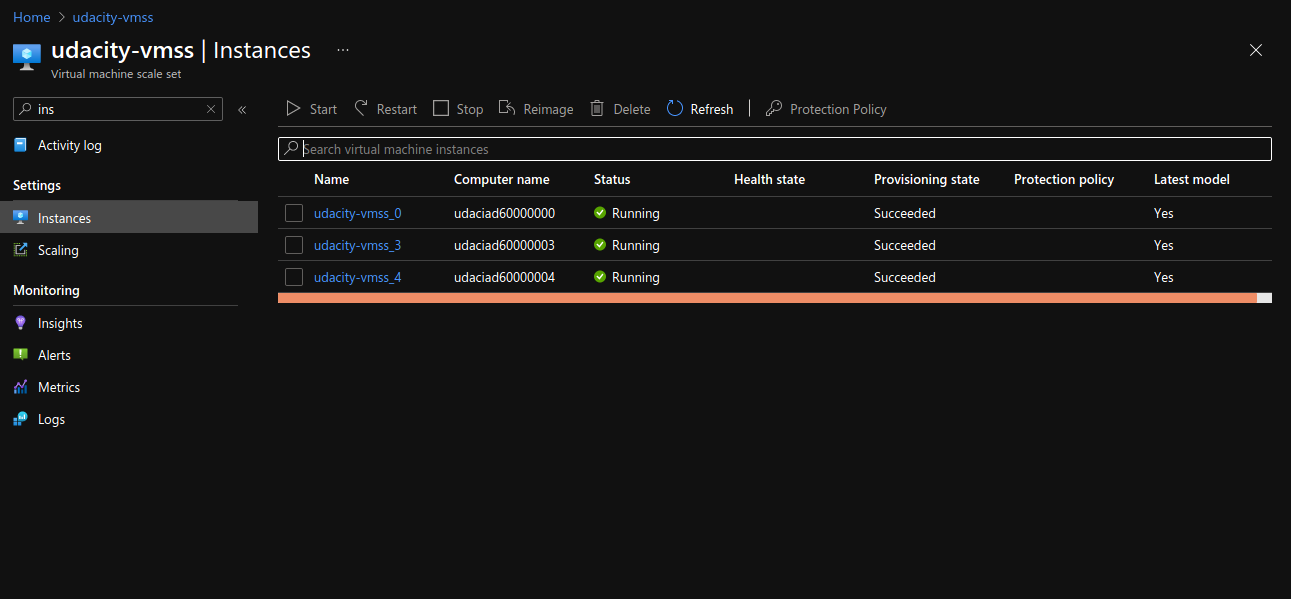 Home > udacity-vmss
udacity-vmss | Instances ...
Virtual machine scale set
ins
Start Restart Stop Reimage Delete Refresh | Protection Policy
Activity log
Search virtual machine instances
Name Computer name Status Health state Provisioning state Protection policy Latest model
Settings
Instances
Scaling
udacity-vmss_0 udaciad60000000 Running Succeeded Yes
udacity-vmss_3 udaciad60000003 Running Succeeded Yes
udacity-vmss_4 udaciad60000004 Running Succeeded Yes
Monitoring
Insights
Alerts
Metrics
Logs